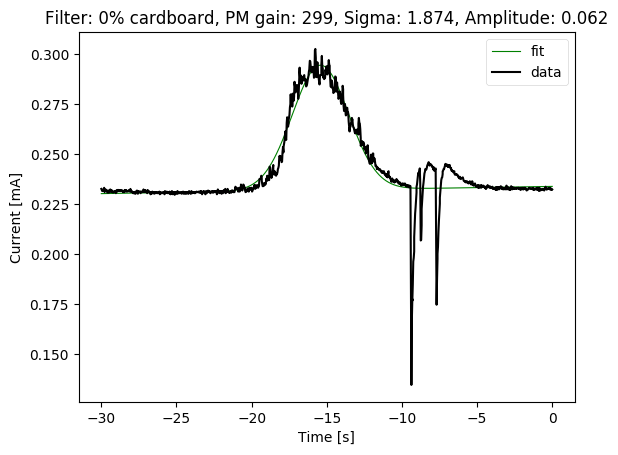 Filter: 0% cardboard, PM gain: 299, Sigma: 1.874, Amplitude: 0.062
fit
data
0.300
0.275
0.250
0.225
0.200
0.175
0.150
Current [mA]
−30
−25
−20
−15
−10
−5
0
Time [s]